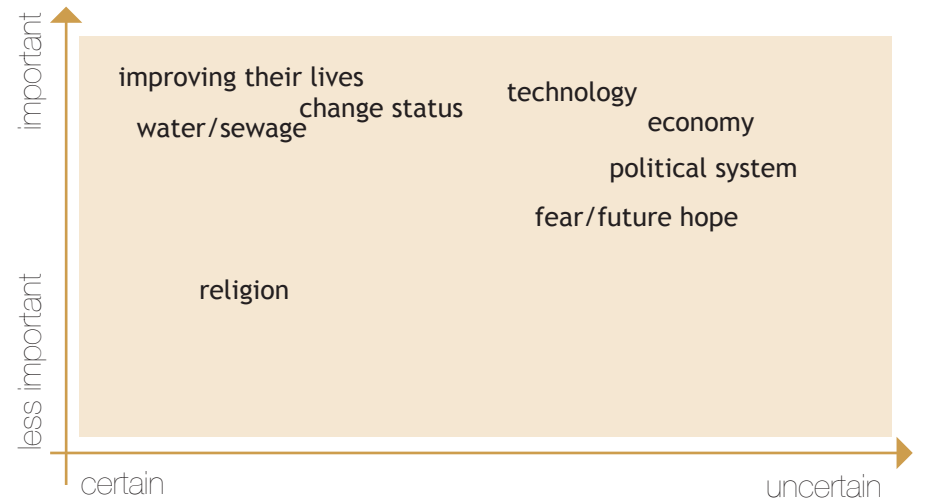 important
improving their lives
technology
change status
water/sewage
economy
political system
fear/future hope
less important
religion
certain
uncertain